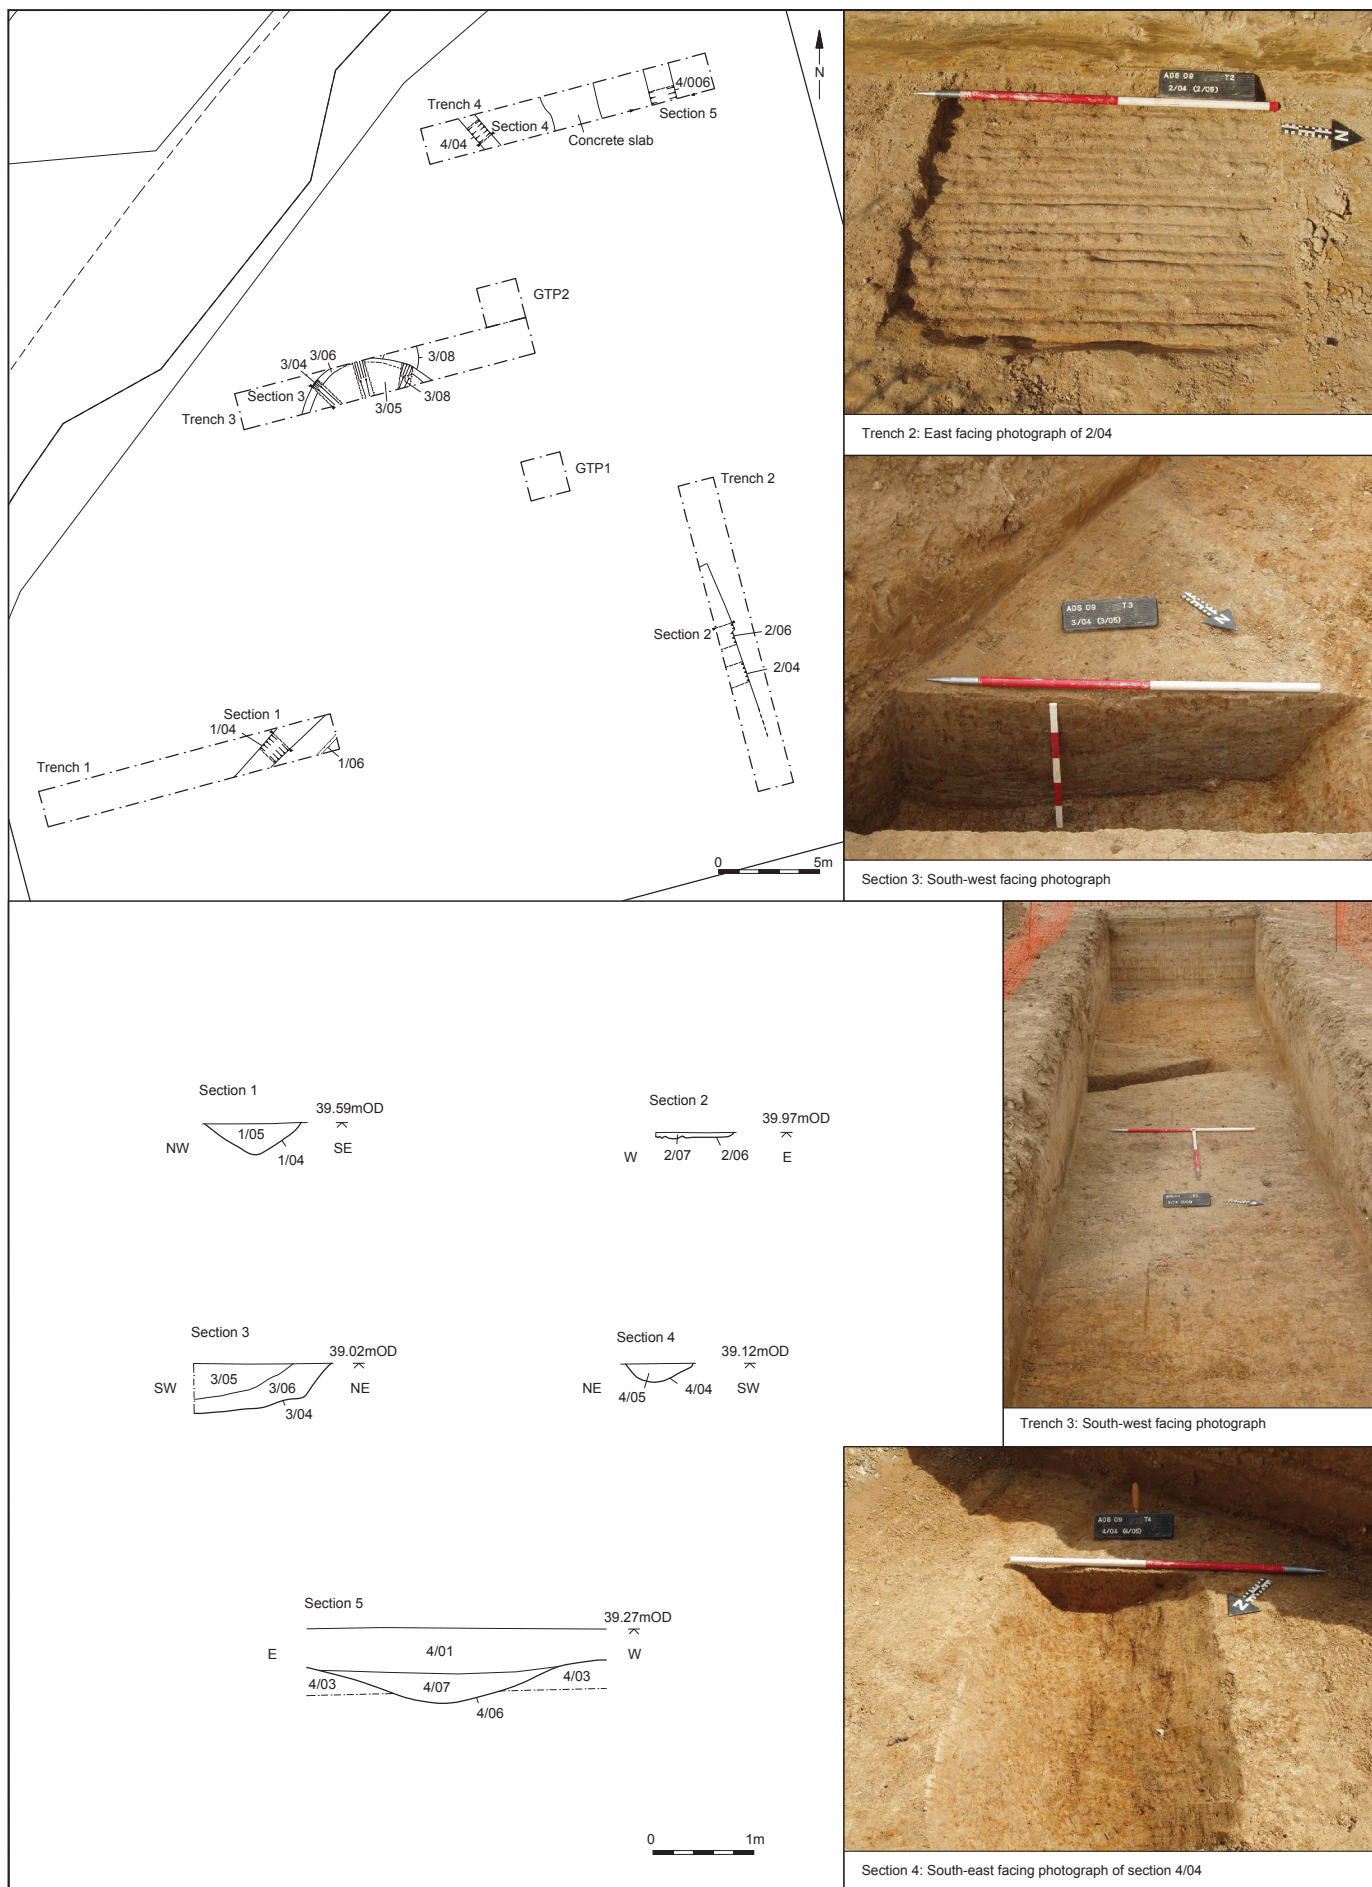 N
Trench 4
Section 4
4/04
4/006
Section 5
Concrete slab
GTP2
3/06
3/04
3/08
Section 3
3/08
3/05
Trench 3
GTP1
Trench 2
Section 2
2/06
2/04
Section 1
1/04
Trench 1
1/06
0 5m
A0S 09 T2
2/04 (2/05)
N
Trench 2: East facing photograph of 2/04
A0S 09 T3
3/04 (3/05)
N
Section 3: South-west facing photograph
Section 1
39.59mOD
1/05
NW
SE
1/04
Section 2
39.97mOD
W
2/07
2/06
E
Section 3
39.02mOD
3/05
SW
3/06
NE
3/04
Section 4
39.12mOD
NE
4/05
4/04
SW
Trench 3: South-west facing photograph
Section 5
39.27mOD
E
4/01
W
4/03
4/07
4/03
4/06
0 1m
A0S 09 T4
4/04 (4/05)
N
Section 4: South-east facing photograph of section 4/04